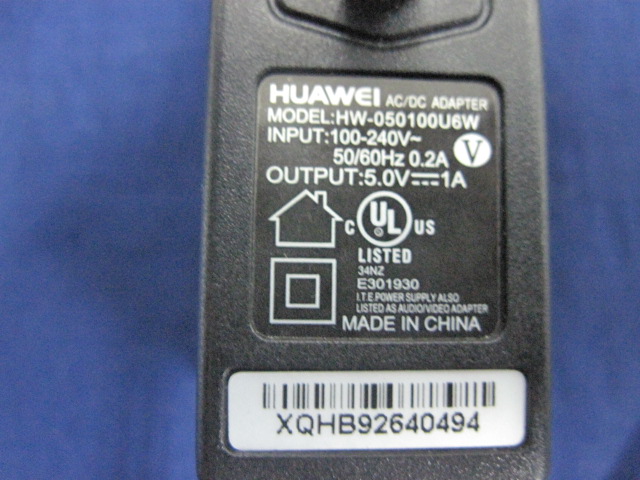 HUAWEI AC/DC ADAPTER
MODEL:HW-050100U6W
INPUT:100-240V~
50/60Hz 0.2A
V
OUTPUT:5.0V⎓1A
C UL US
LISTED
34NZ
E301930
I.T.E.POWER SUPPLY ALSO
LISTED AS AUDIO/VIDEO ADAPTER
MADE IN CHINA
XQHB92640494